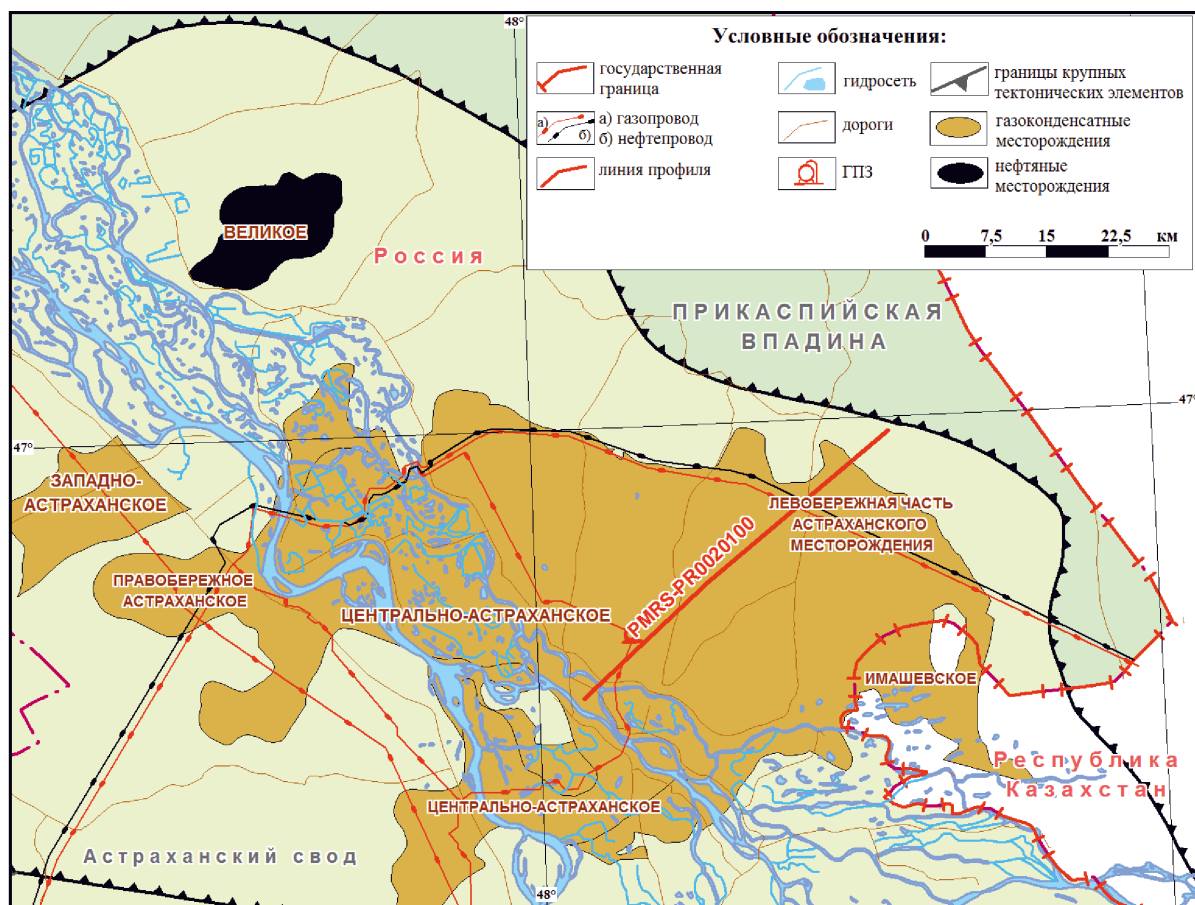 48°
Условные обозначения:
государственная
граница
гидросеть
границы крупных
тектонических элементов
а)
б)
а) газопровод
б) нефтепровод
дороги
газоконденсатные
месторождения
линия профиля
ГПЗ
нефтяные
месторождения
0 7,5 15 22,5 км
ВЕЛИКОЕ
Россия
ПРИКАСПИЙСКАЯ
ВПАДИНА
47°
47°
ЗАПАДНО-
АСТРАХАНСКОЕ
ЛЕВОБЕРЕЖНАЯ ЧАСТЬ
АСТРАХАНСКОГО
МЕСТОРОЖДЕНИЯ
PMRS-PR0020100
ПРАВОБЕРЕЖНОЕ
АСТРАХАНСКОЕ
ЦЕНТРАЛЬНО-АСТРАХАНСКОЕ
ИМАШЕВСКОЕ
Республика
Казахстан
ЦЕНТРАЛЬНО-АСТРАХАНСКОЕ
Астраханский свод
48°